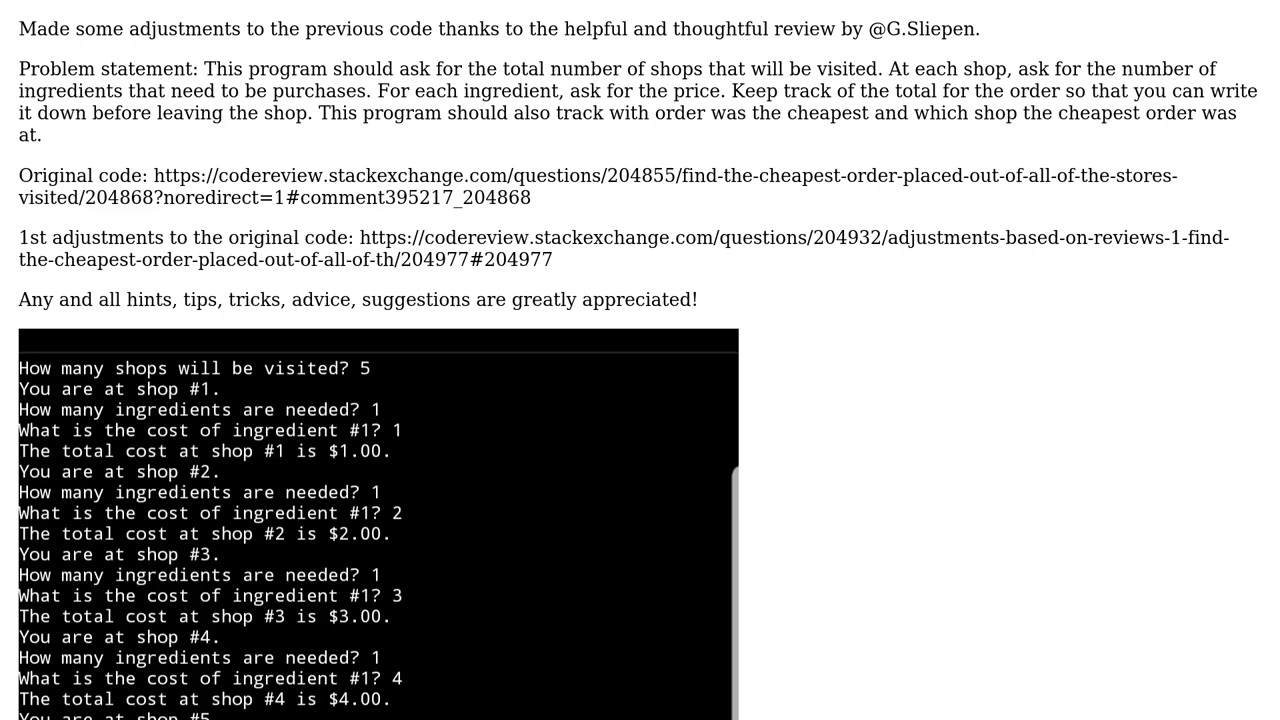 Made some adjustments to the previous code thanks to the helpful and thoughtful review by @G.Sliepen.
Problem statement: This program should ask for the total number of shops that will be visited. At each shop, ask for the number of
ingredients that need to be purchases. For each ingredient, ask for the price. Keep track of the total for the order so that you can write
it down before leaving the shop. This program should also track with order was the cheapest and which shop the cheapest order was
at.
Original code: https://codereview.stackexchange.com/questions/204855/find-the-cheapest-order-placed-out-of-all-of-the-stores-
visited/204868?noredirect=1#comment395217_204868
1st adjustments to the original code: https://codereview.stackexchange.com/questions/204932/adjustments-based-on-reviews-1-find-
the-cheapest-order-placed-out-of-all-of-th/204977#204977
Any and all hints, tips, tricks, advice, suggestions are greatly appreciated!
How many shops will be visited? 5
You are at shop #1.
How many ingredients are needed? 1
What is the cost of ingredient #1? 1
The total cost at shop #1 is $1.00.
You are at shop #2.
How many ingredients are needed? 1
What is the cost of ingredient #1? 2
The total cost at shop #2 is $2.00.
You are at shop #3.
How many ingredients are needed? 1
What is the cost of ingredient #1? 3
The total cost at shop #3 is $3.00.
You are at shop #4.
How many ingredients are needed? 1
What is the cost of ingredient #1? 4
The total cost at shop #4 is $4.00.
You are at shop #5.